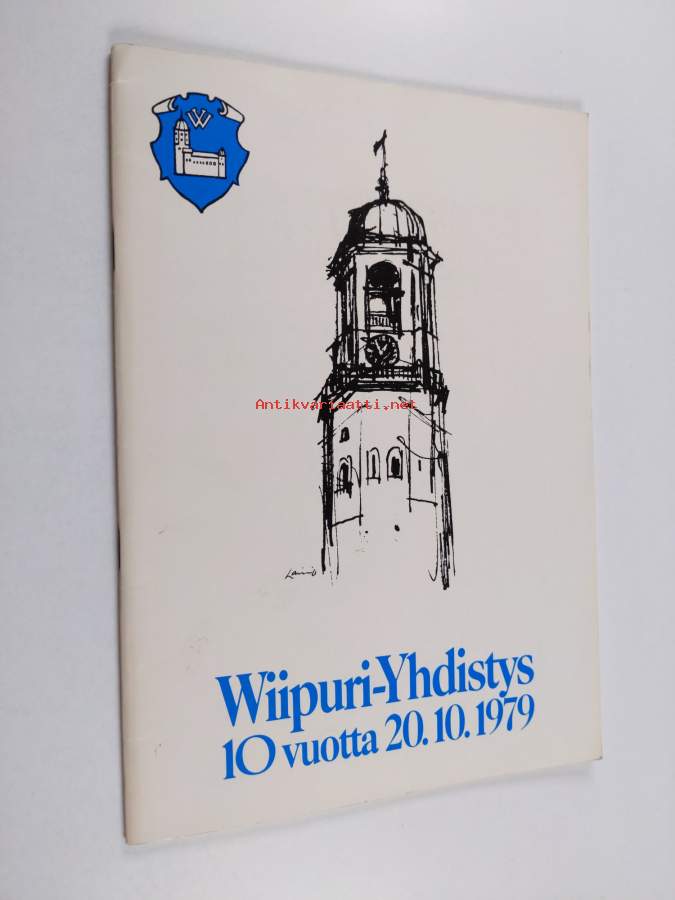 W
Antikvariaatti.net
Wiipuri-Yhdistys
10 vuotta 20.10.1979